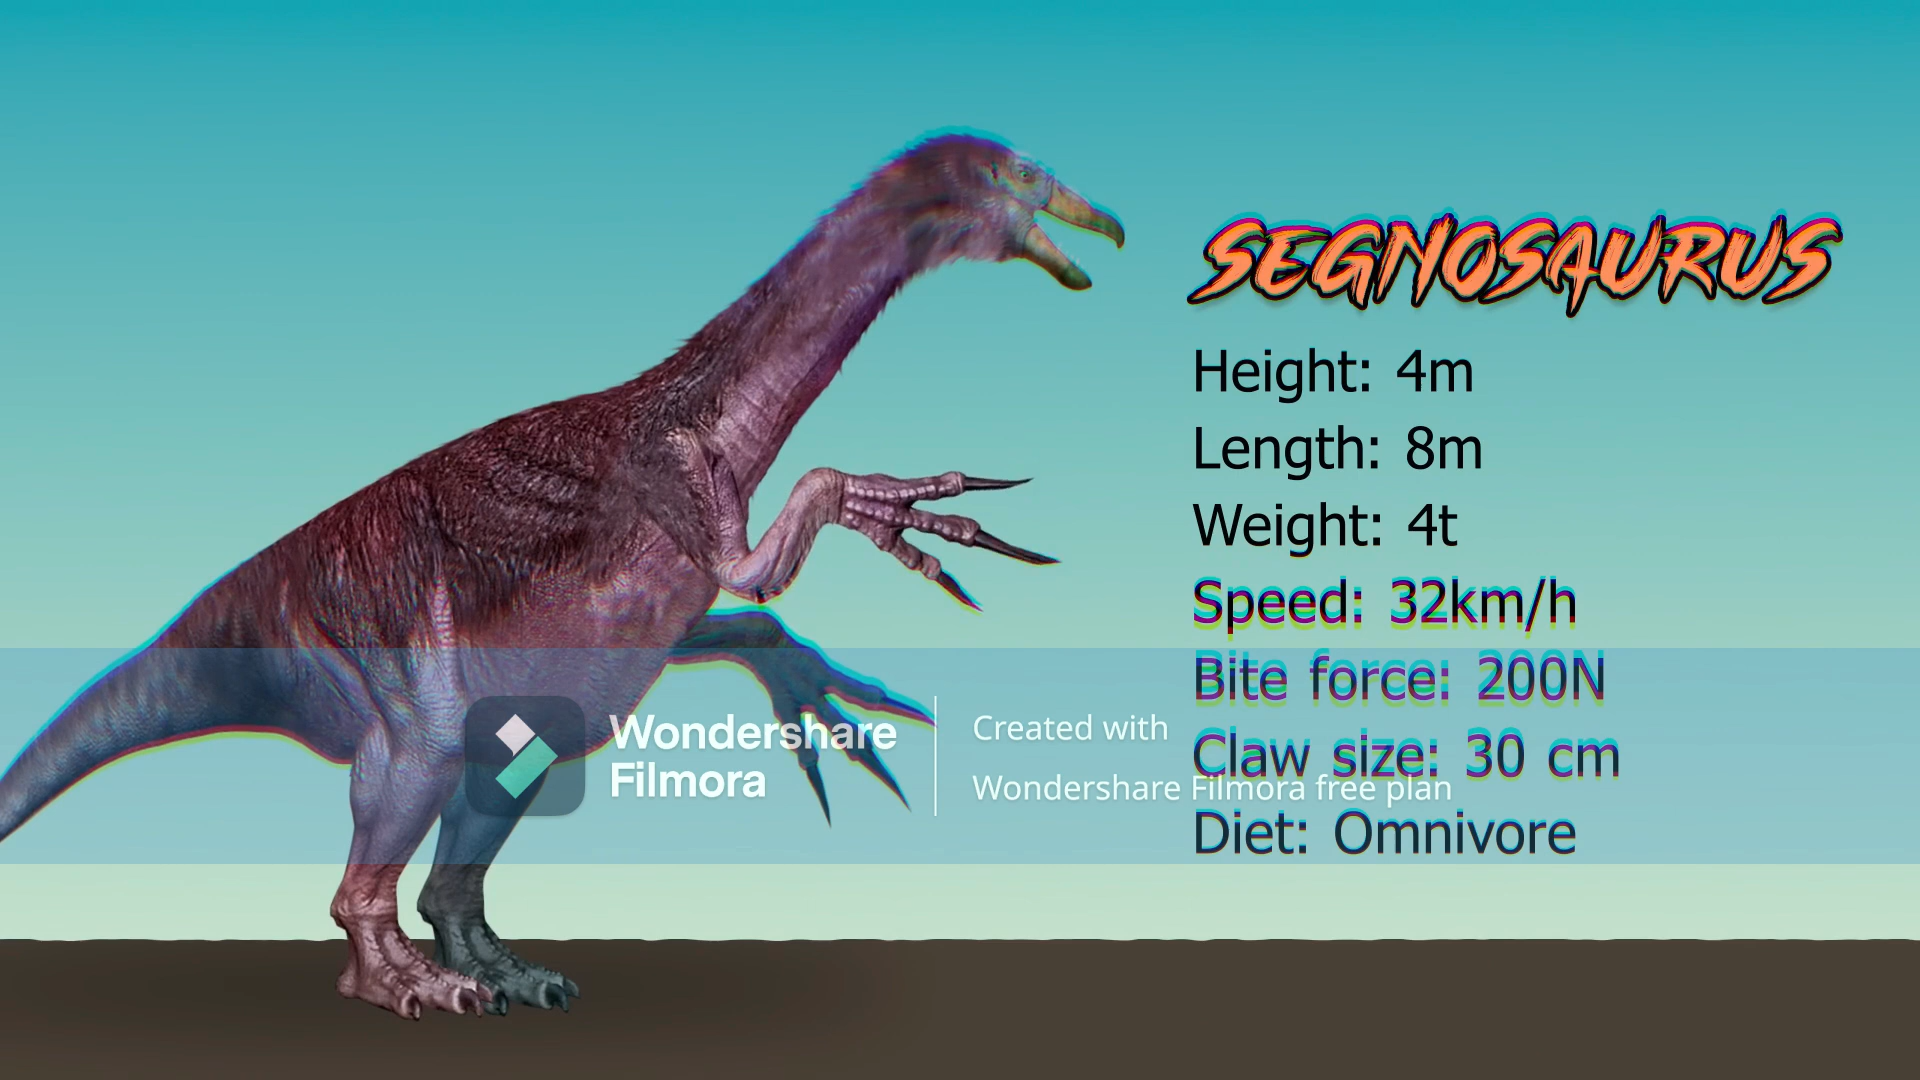 SEGNOSAURUS
Height: 4m
Length: 8m
Weight: 4t
Speed: 32km/h
Bite force: 200N
Claw size: 30 cm
Diet: Omnivore
Wondershare
Filmora
Created with
Wondershare Filmora free plan